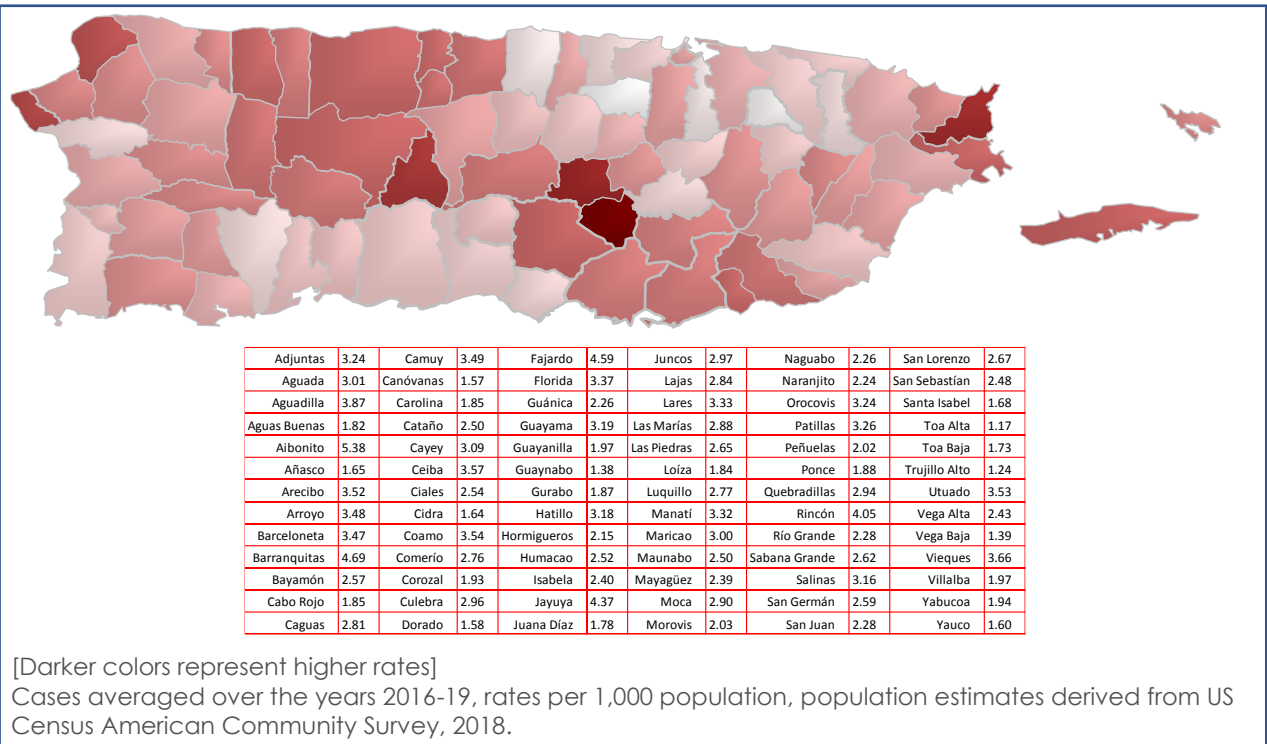 Adjuntas 3.24 Camuy 3.49 Fajardo 4.59 Juncos 2.97 Naguabo 2.26 San Lorenzo 2.67
Aguada 3.01 Canóvanas 1.57 Florida 3.37 Lajas 2.84 Naranjito 2.24 San Sebastían 2.48
Aguadilla 3.87 Carolina 1.85 Guánica 2.26 Lares 3.33 Orocovis 3.24 Santa Isabel 1.68
Aguas Buenas 1.82 Cataño 2.50 Guayama 3.19 Las Marías 2.88 Patillas 3.26 Toa Alta 1.17
Aibonito 5.38 Cayey 3.09 Guayanilla 1.97 Las Piedras 2.65 Peñuelas 2.02 Toa Baja 1.73
Añasco 1.65 Ceiba 3.57 Guaynabo 1.38 Loíza 1.84 Ponce 1.88 Trujillo Alto 1.24
Arecibo 3.52 Ciales 2.54 Gurabo 1.87 Luquillo 2.77 Quebradillas 2.94 Utuado 3.53
Arroyo 3.48 Cidra 1.64 Hatillo 3.18 Manatí 3.32 Rincón 4.05 Vega Alta 2.43
Barceloneta 3.47 Coamo 3.54 Hormigueros 2.15 Maricao 3.00 Río Grande 2.28 Vega Baja 1.39
Barranquitas 4.69 Comerío 2.76 Humacao 2.52 Maunabo 2.50 Sabana Grande 2.62 Vieques 3.66
Bayamón 2.57 Corozal 1.93 Isabela 2.40 Mayagüez 2.39 Salinas 3.16 Villalba 1.97
Cabo Rojo 1.85 Culebra 2.96 Jayuya 4.37 Moca 2.90 San Germán 2.59 Yabucoa 1.94
Caguas 2.81 Dorado 1.58 Juana Díaz 1.78 Morovis 2.03 San Juan 2.28 Yauco 1.60
[Darker colors represent higher rates]
Cases averaged over the years 2016-19, rates per 1,000 population, population estimates derived from US
Census American Community Survey, 2018.